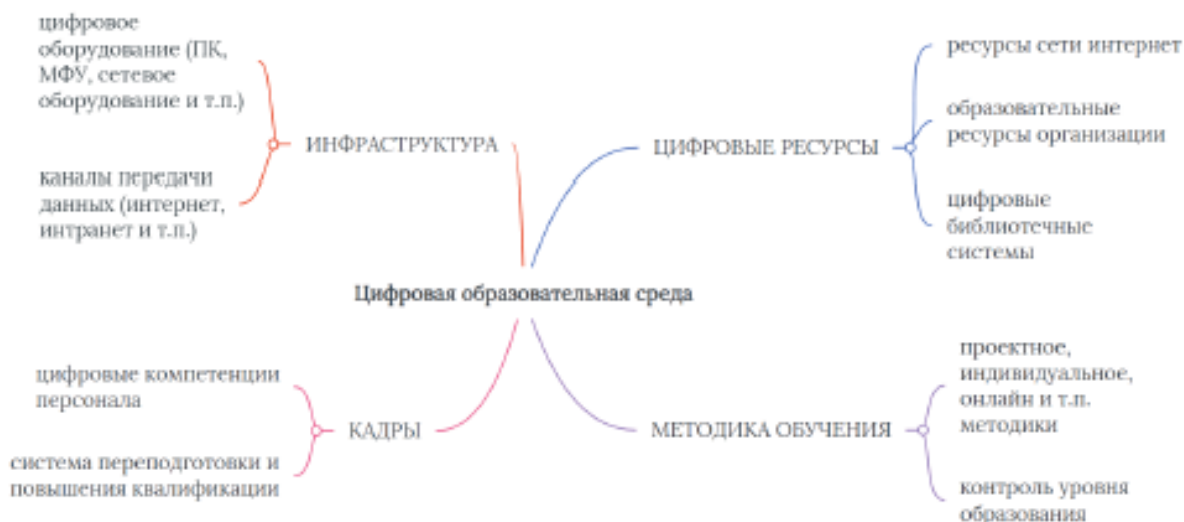 цифровое
оборудование (ПК,
МФУ, сетевое
оборудование и т.п.)
каналы передачи
данных (интернет,
интранет и т.п.)
ИНФРАСТРУКТУРА
ЦИФРОВЫЕ РЕСУРСЫ
ресурсы сети интернет
образовательные
ресурсы организации
цифровые
библиотечные
системы
Цифровая образовательная среда
цифровые компетенции
персонала
система переподготовки и
повышения квалификации
КАДРЫ
МЕТОДИКА ОБУЧЕНИЯ
проектное,
индивидуальное,
онлайн и т.п.
методики
контроль уровня
образования